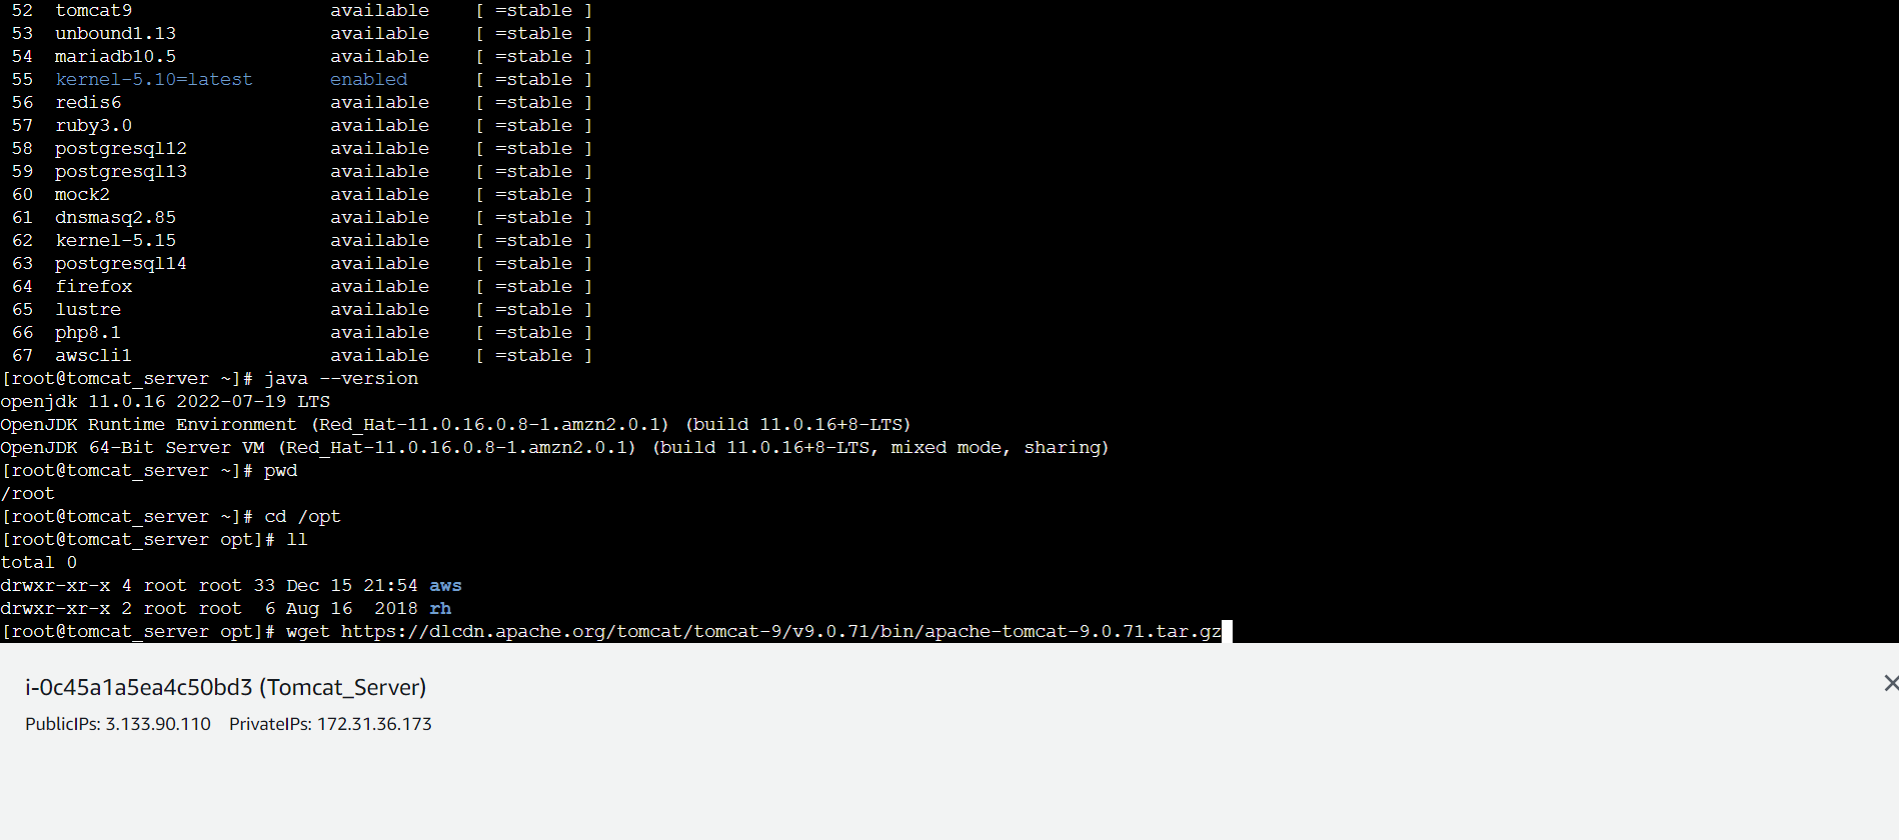 52 tomcat9 available [ =stable ]
53 unbound1.13 available [ =stable ]
54 mariadb10.5 available [ =stable ]
55 kernel-5.10=latest enabled [ =stable ]
56 redis6 available [ =stable ]
57 ruby3.0 available [ =stable ]
58 postgresql12 available [ =stable ]
59 postgresql13 available [ =stable ]
60 mock2 available [ =stable ]
61 dnsmasq2.85 available [ =stable ]
62 kernel-5.15 available [ =stable ]
63 postgresql14 available [ =stable ]
64 firefox available [ =stable ]
65 lustre available [ =stable ]
66 php8.1 available [ =stable ]
67 awscli1 available [ =stable ]
[root@tomcat_server ~]# java --version
openjdk 11.0.16 2022-07-19 LTS
OpenJDK Runtime Environment (Red_Hat-11.0.16.0.8-1.amzn2.0.1) (build 11.0.16+8-LTS)
OpenJDK 64-Bit Server VM (Red_Hat-11.0.16.0.8-1.amzn2.0.1) (build 11.0.16+8-LTS, mixed mode, sharing)
[root@tomcat_server ~]# pwd
/root
[root@tomcat_server ~]# cd /opt
[root@tomcat_server opt]# ll
total 0
drwxr-xr-x 4 root root 33 Dec 15 21:54 aws
drwxr-xr-x 2 root root  6 Aug 16  2018 rh
[root@tomcat_server opt]# wget https://dlcdn.apache.org/tomcat/tomcat-9/v9.0.71/bin/apache-tomcat-9.0.71.tar.gz
i-0c45a1a5ea4c50bd3 (Tomcat_Server)
PublicIPs: 3.133.90.110 PrivateIPs: 172.31.36.173